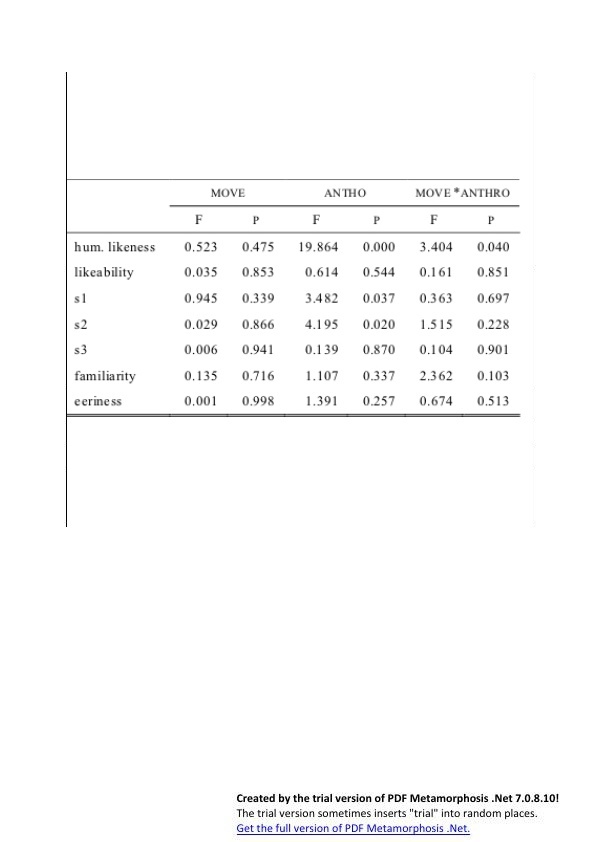 MOVE ANTHO MOVE *ANTHRO
F P F P F P
hum. likeness 0.523 0.475 19.864 0.000 3.404 0.040
likeability 0.035 0.853 0.614 0.544 0.161 0.851
s1 0.945 0.339 3.482 0.037 0.363 0.697
s2 0.029 0.866 4.195 0.020 1.515 0.228
s3 0.006 0.941 0.139 0.870 0.104 0.901
familiarity 0.135 0.716 1.107 0.337 2.362 0.103
eeriness 0.001 0.998 1.391 0.257 0.674 0.513
Created by the trial version of PDF Metamorphosis .Net 7.0.8.10!
The trial version sometimes inserts "trial" into random places.
Get the full version of PDF Metamorphosis .Net.